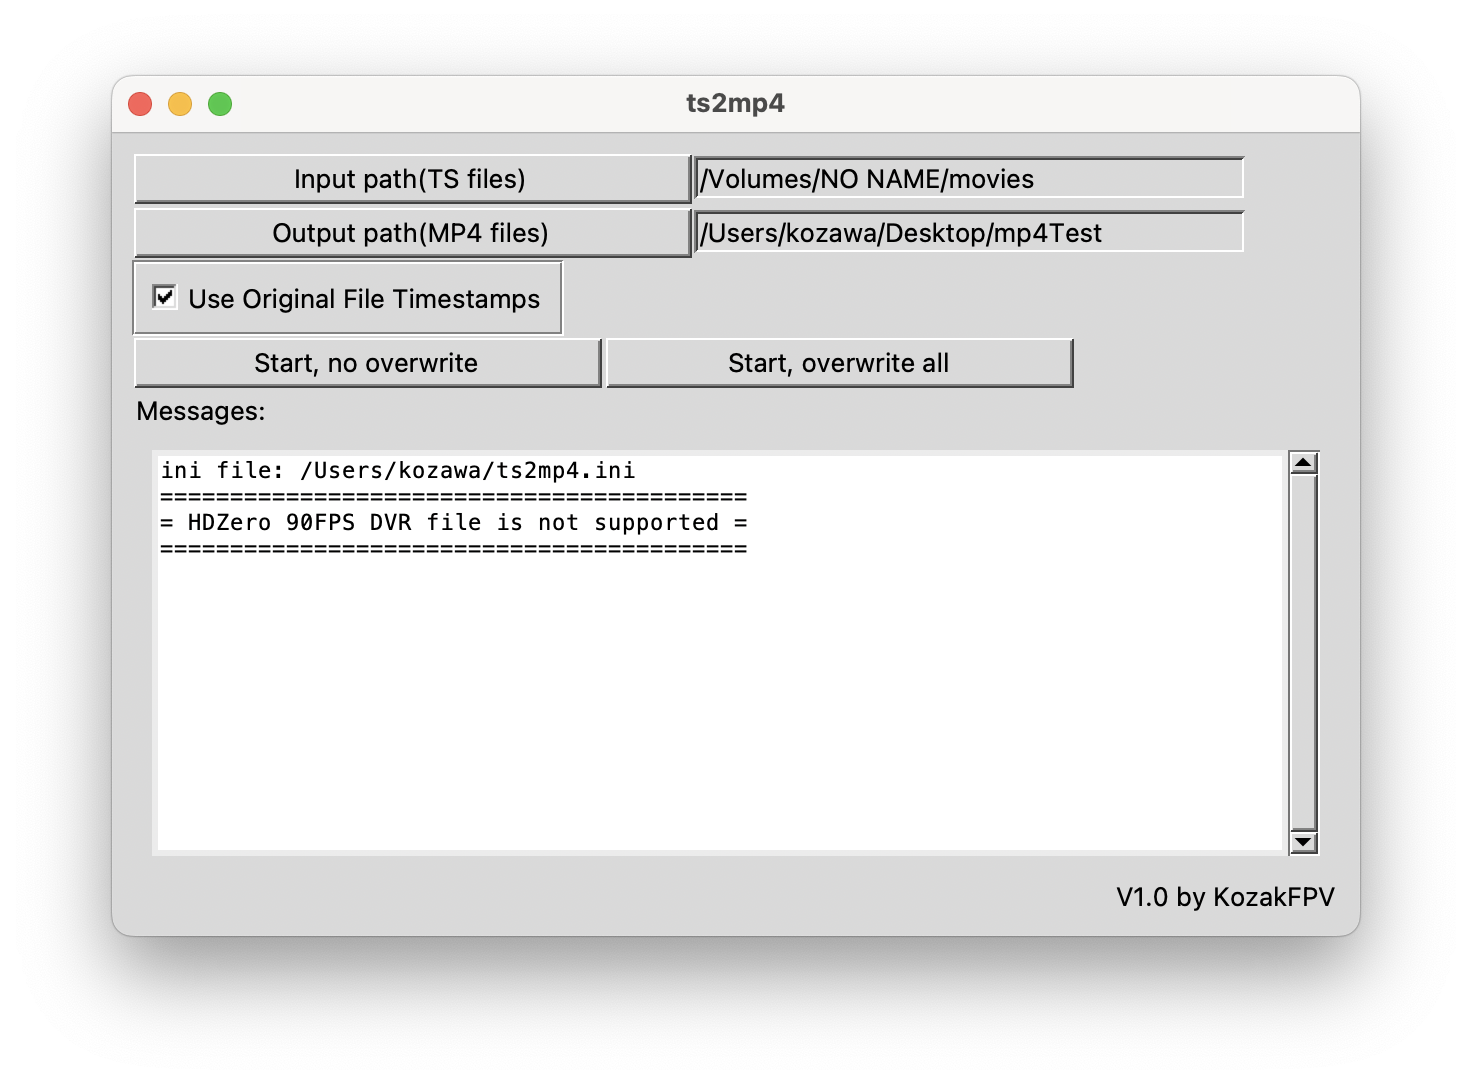 ts2mp4
Input path(TS files)
/Volumes/NO NAME/movies
Output path(MP4 files)
/Users/kozawa/Desktop/mp4Test
Use Original File Timestamps
Start, no overwrite
Start, overwrite all
Messages:
ini file: /Users/kozawa/ts2mp4.ini
==========================================
= HDZero 90FPS DVR file is not supported =
==========================================
V1.0 by KozakFPV